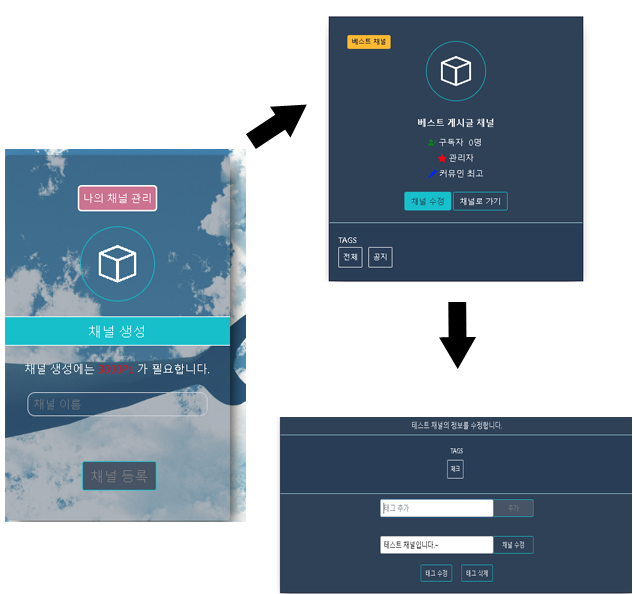 나의 채널 관리
채널 생성
채널 생성에는 가 필요합니다.
채널 이름
채널 등록
베스트 채널
베스트 게시글 채널
구독자 0명
관리자
커뮤인 최고
채널 수정 채널로 가기
TAGS
전체 공지
테스트 채널의 정보를 수정합니다.
TAGS
체크
태그 추가 추가
테스트 채널입니다.~ 채널 수정
태그 수정 태그 삭제